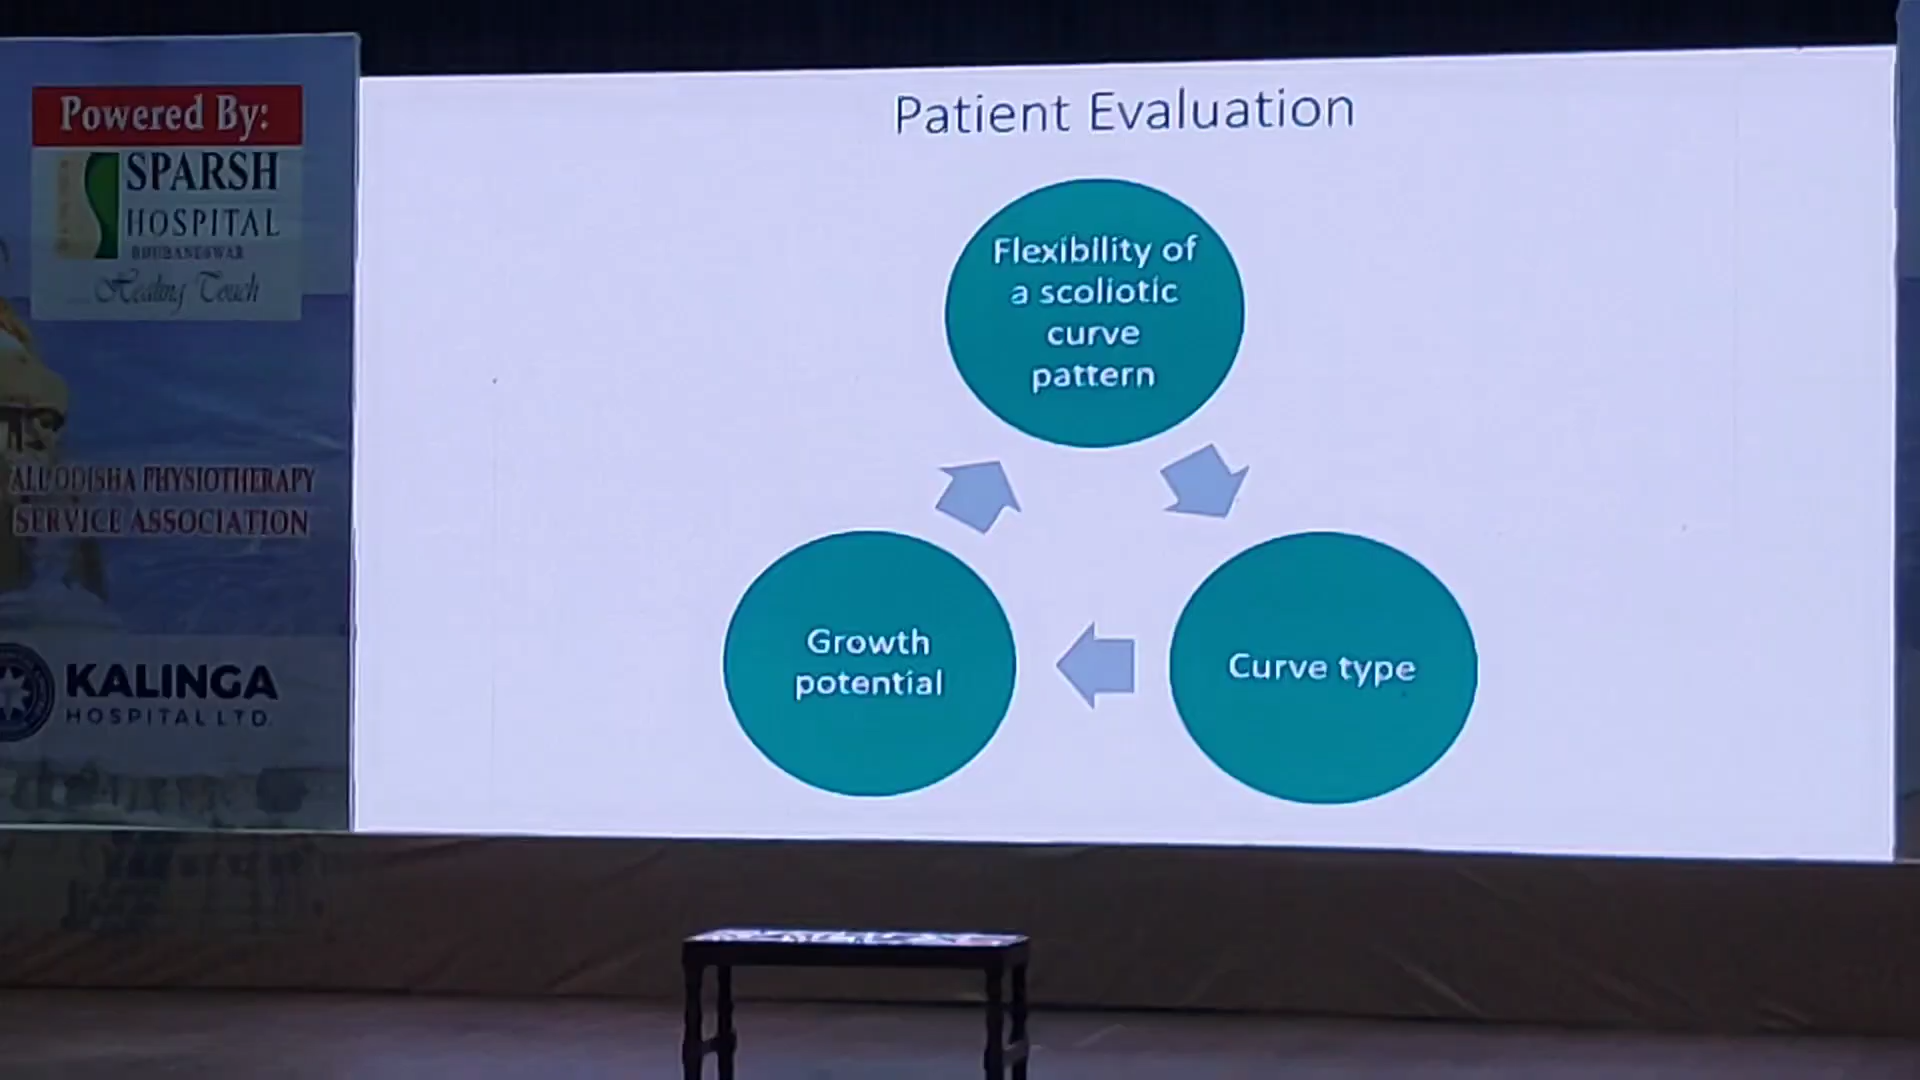 Powered By:
SPARSH
HOSPITAL
BHUBANESWAR
Healing Touch
ALL ODISHA PHYSIOTHERAPY
SERVICE ASSOCIATION
KALINGA
HOSPITAL LTD.
Patient Evaluation
Flexibility of
a scoliotic
curve
pattern
Curve type
Growth
potential